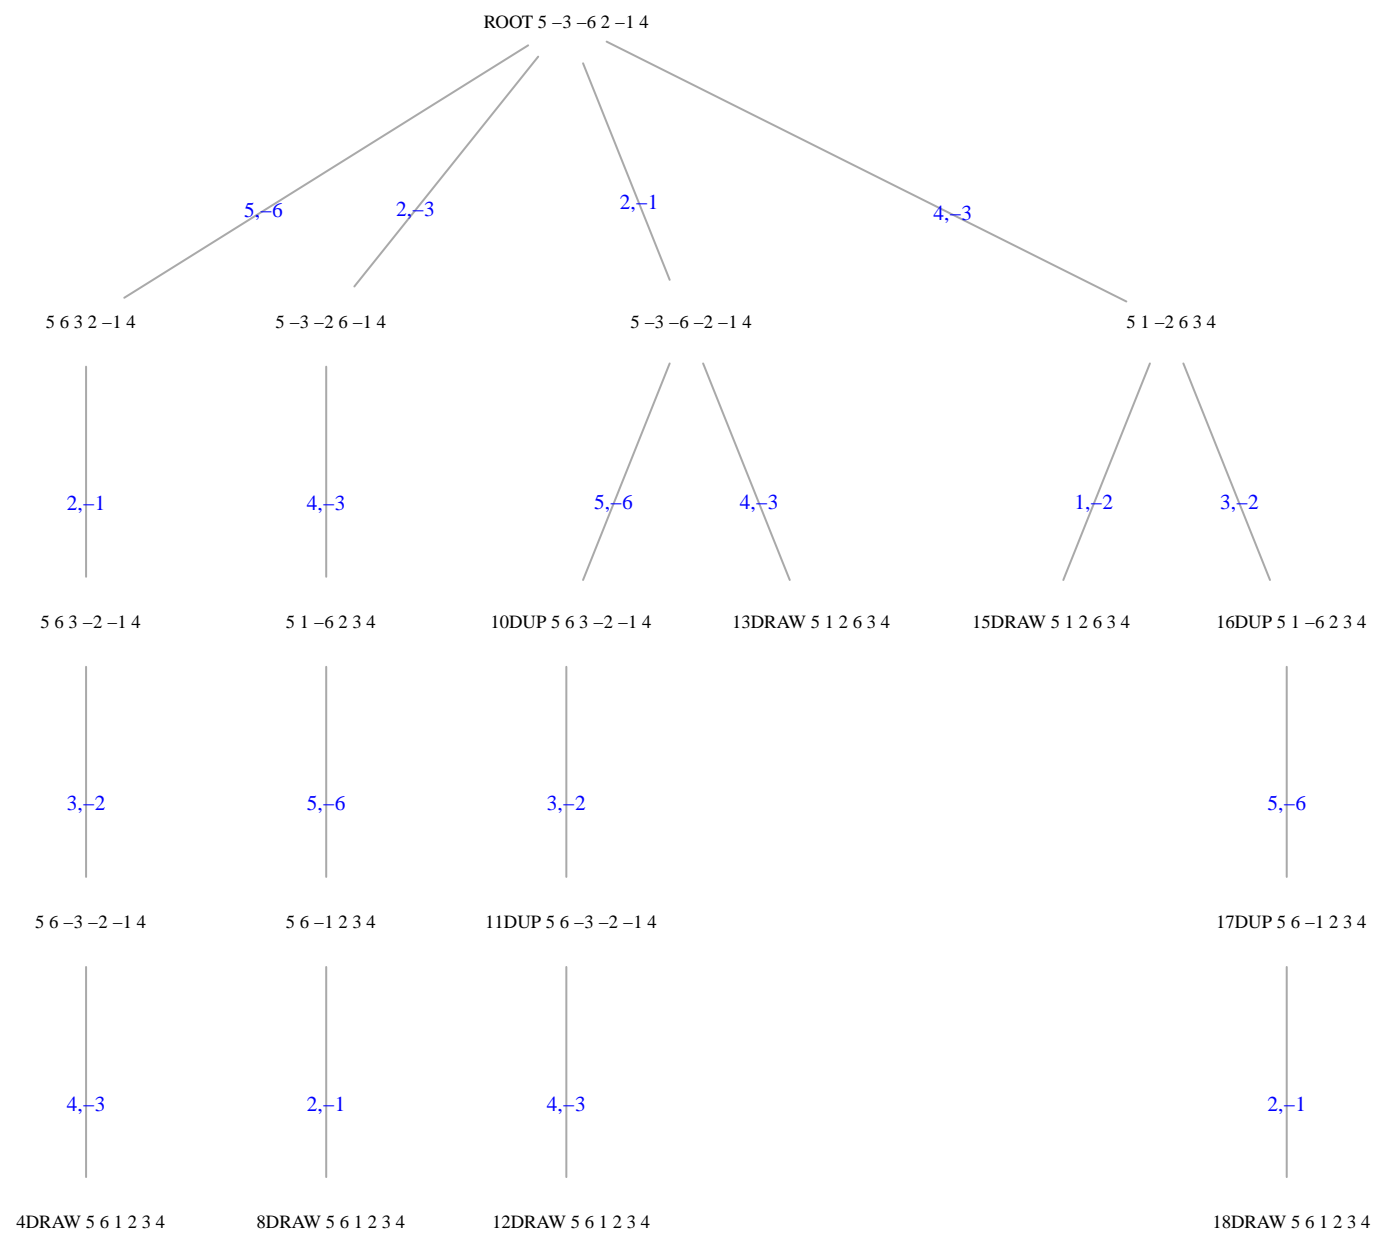 ROOT 5 –3 –6 2 –1 4
5,–6
2,–3
2,–1
4,–3
5 6 3 2 –1 4
5 –3 –2 6 –1 4
5 –3 –6 –2 –1 4
5 1 –2 6 3 4
2,–1
4,–3
5,–6
4,–3
1,–2
3,–2
5 6 3 –2 –1 4
5 1 –6 2 3 4
10DUP 5 6 3 –2 –1 4
13DRAW 5 1 2 6 3 4
15DRAW 5 1 2 6 3 4
16DUP 5 1 –6 2 3 4
3,–2
5,–6
3,–2
5,–6
5 6 –3 –2 –1 4
5 6 –1 2 3 4
11DUP 5 6 –3 –2 –1 4
17DUP 5 6 –1 2 3 4
4,–3
2,–1
4,–3
2,–1
4DRAW 5 6 1 2 3 4
8DRAW 5 6 1 2 3 4
12DRAW 5 6 1 2 3 4
18DRAW 5 6 1 2 3 4